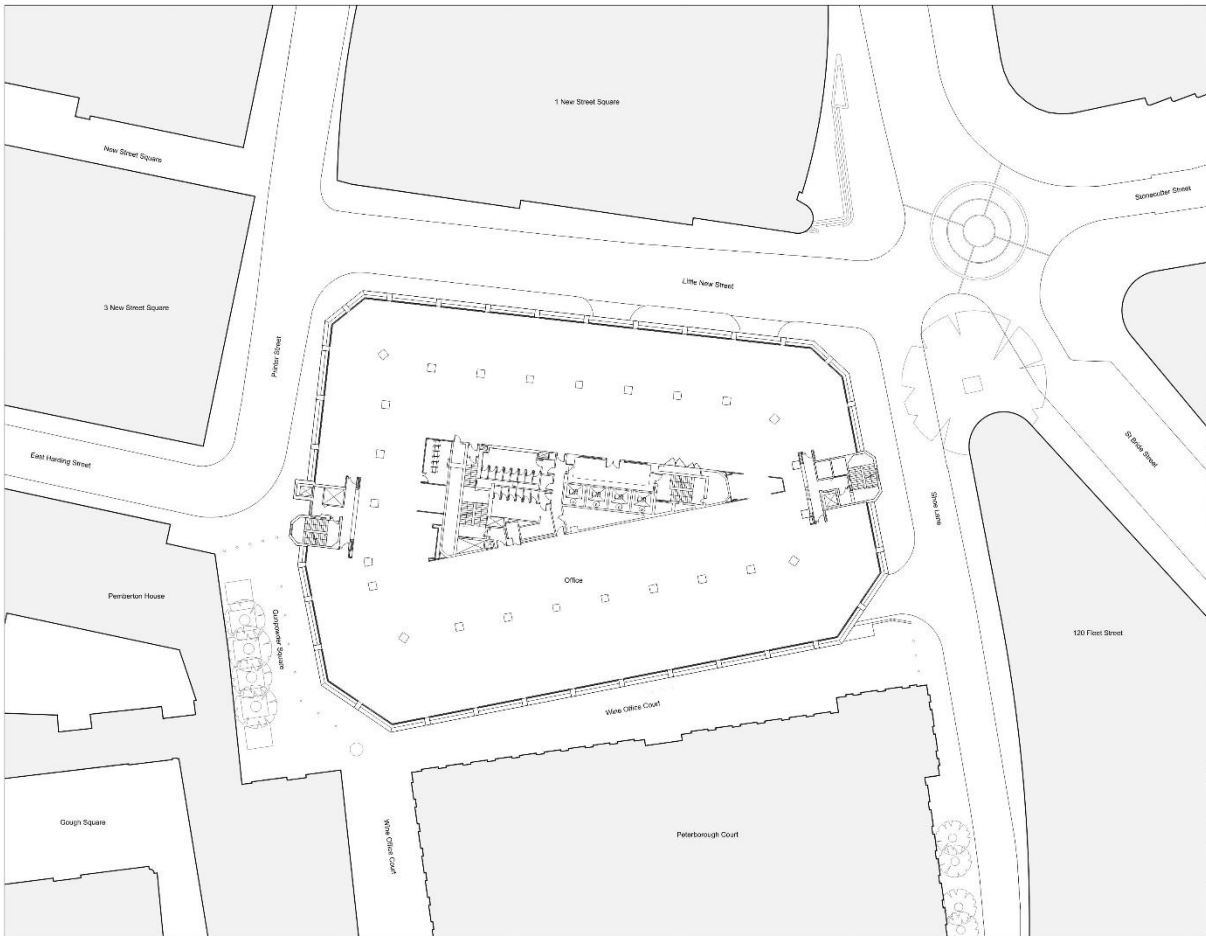 1 New Street Square
New Street Square
Stonecutter Street
Little New Street
3 New Street Square
Printer Street
St Bride Street
East Harding Street
Shoe Lane
Office
Pemberton House
Gunpowder Square
120 Fleet Street
Wine Office Court
Gough Square
Wine Office Court
Peterborough Court